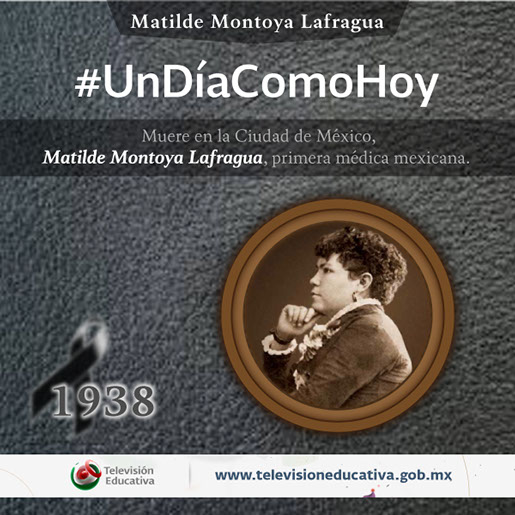 Matilde Montoya Lafragua
#UnDíaComoHoy
Muere en la Ciudad de México,
Matilde Montoya Lafragua, primera médica mexicana.
1938
Televisión
Educativa
www.televisioneducativa.gob.mx